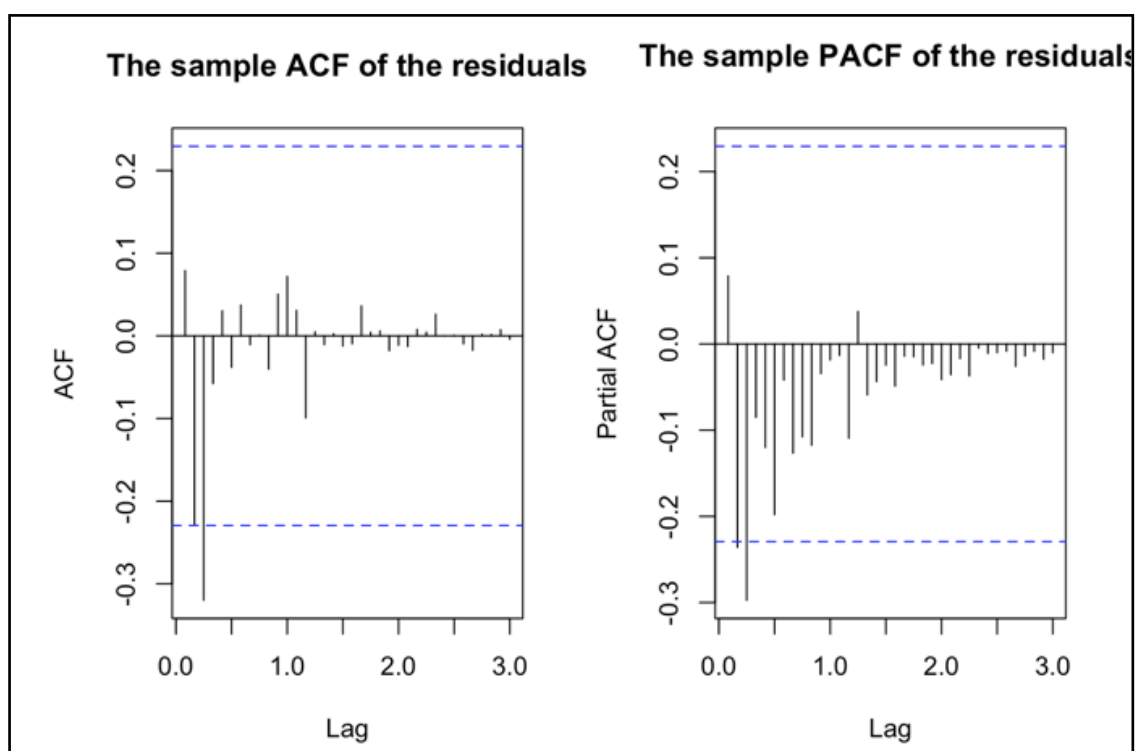 The sample ACF of the residuals
ACF
0.2
0.1
0.0
-0.1
-0.2
-0.3
0.0 1.0 2.0 3.0
Lag
The sample PACF of the residuals
Partial ACF
0.2
0.1
0.0
-0.1
-0.2
-0.3
0.0 1.0 2.0 3.0
Lag